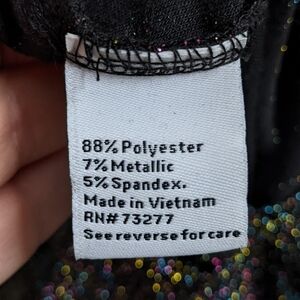 88% Polyester
7% Metallic
5% Spandex.
Made in Vietnam
RN# 73277
See reverse for care